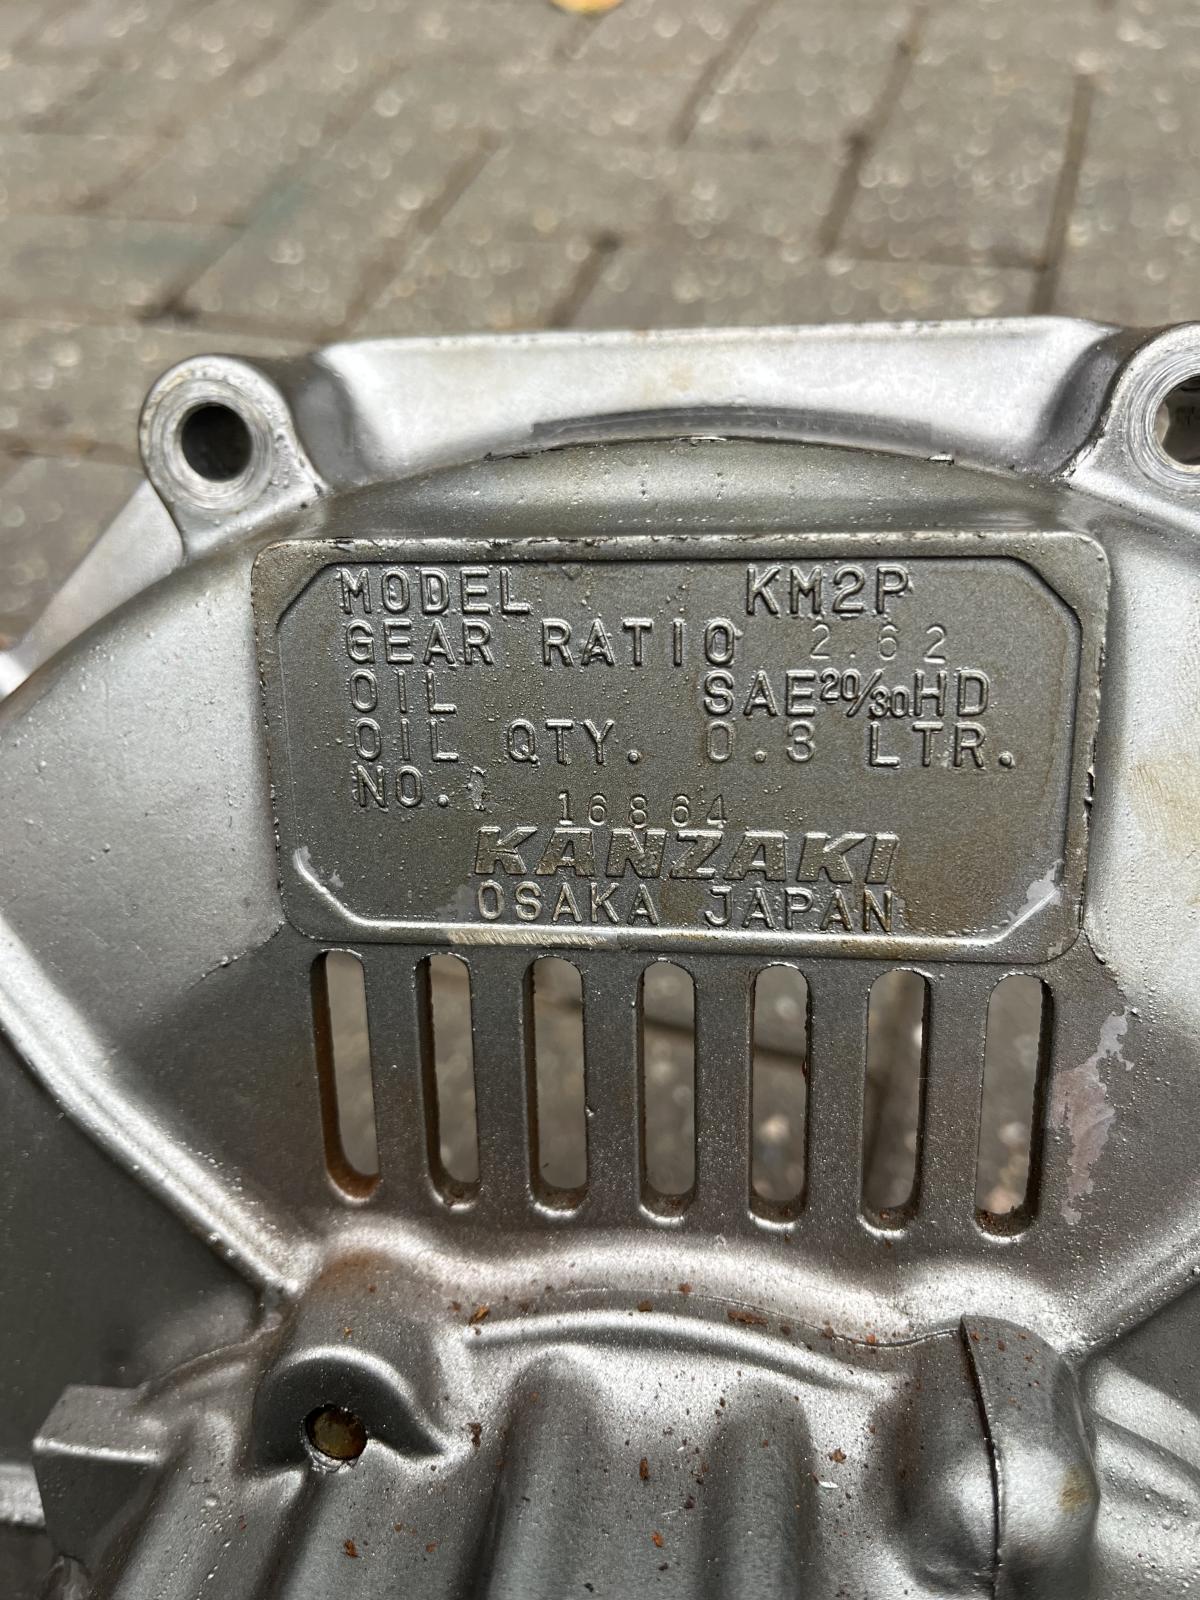 MODEL KM2P
GEAR RATIO 2.62
OIL SAE20/30HD
OIL QTY. 0.3 LTR.
NO. 16864
KANZAKI
OSAKA JAPAN